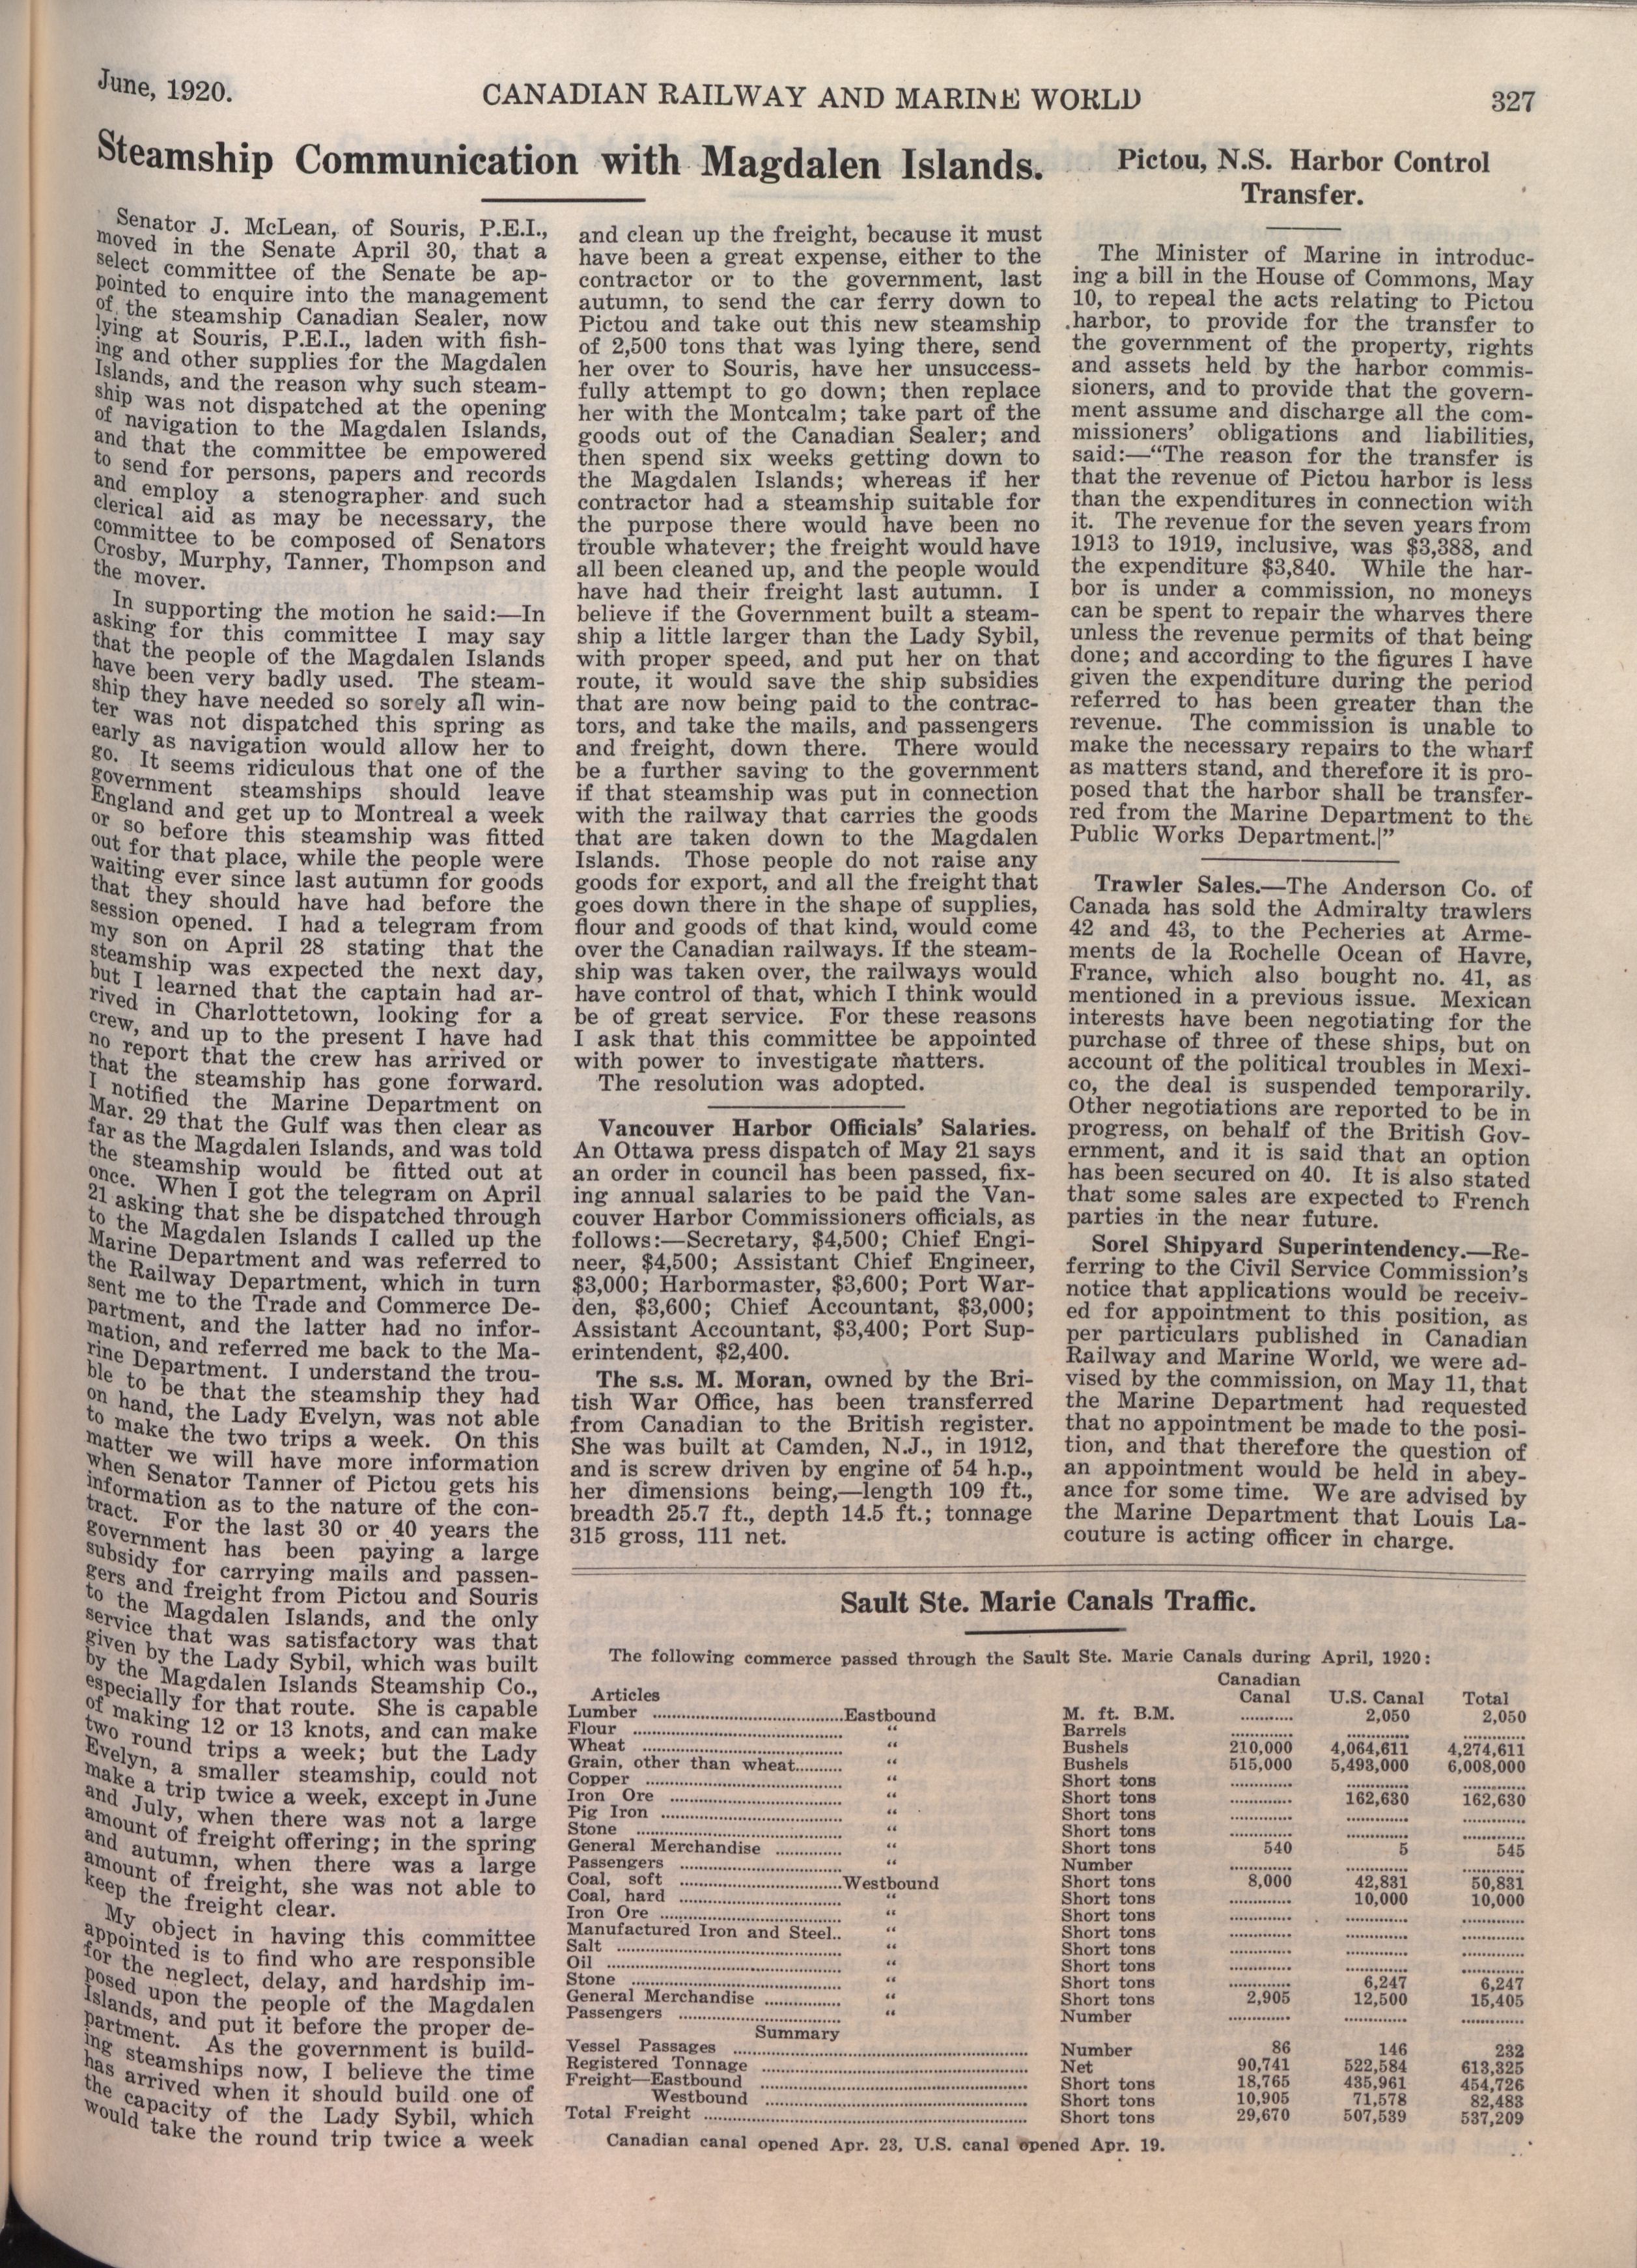 June, 1920.
CANADIAN RAILWAY AND MARINE WORLD
327
Steamship Communication with Magdalen Islands.
Senator J. McLean, of Souris, P.E.I.,
moved in the Senate April 30, that a
select committee of the Senate be ap-
pointed to enquire into the management
of the steamship Canadian Sealer, now
lying at Souris, P.E.I., laden with fish-
ing and other supplies for the Magdalen
Islands, and the reason why such steam-
ship was not dispatched at the opening
of navigation to the Magdalen Islands,
and that the committee be empowered
to send for persons, papers and records
and employ a stenographer and such
clerical aid as may be necessary, the
committee to be composed of Senators
Crosby, Murphy, Tanner, Thompson and
the mover.
In supporting the motion he said:—In
asking for this committee I may say
that the people of the Magdalen Islands
have been very badly used. The steam-
ship they have needed so sorely all win-
ter was not dispatched this spring as
early as navigation would allow her to
go. It seems ridiculous that one of the
government steamships should leave
England and get up to Montreal a week
or so before this steamship was fitted
out for that place, while the people were
waiting ever since last autumn for goods
that they should have had before the
session opened. I had a telegram from
my son on April 28 stating that the
steamship was expected the next day,
but I learned that the captain had ar-
rived in Charlottetown, looking for a
crew, and up to the present I have had
no report that the crew has arrived or
that the steamship has gone forward.
I notified the Marine Department on
Mar. 29 that the Gulf was then clear as
far as the Magdalen Islands, and was told
the steamship would be fitted out at
once. When I got the telegram on April
21 asking that she be dispatched through
to the Magdalen Islands I called up the
Marine Department and was referred to
the Railway Department, which in turn
sent me to the Trade and Commerce De-
partment, and the latter had no infor-
mation, and referred me back to the Ma-
rine Department. I understand the trou-
ble to be that the steamship they had
on hand, the Lady Evelyn, was not able
to make the two trips a week. On this
matter we will have more information
when Senator Tanner of Pictou gets his
information as to the nature of the con-
tract. For the last 30 or 40 years the
government has been paying a large
subsidy for carrying mails and passen-
gers and freight from Pictou and Souris
to the Magdalen Islands, and the only
service that was satisfactory was that
given by the Lady Sybil, which was built
by the Magdalen Islands Steamship Co.,
especially for that route. She is capable
of making 12 or 13 knots, and can make
two round trips a week; but the Lady
Evelyn, a smaller steamship, could not
make a trip twice a week, except in June
and July, when there was not a large
amount of freight offering; in the spring
and autumn, when there was a large
amount of freight, she was not able to
keep the freight clear.
My object in having this committee
appointed is to find who are responsible
for the neglect, delay, and hardship im-
posed upon the people of the Magdalen
Islands, and put it before the proper de-
partment. As the government is build-
ing steamships now, I believe the time
has arrived when it should build one of
the capacity of the Lady Sybil, which
would take the round trip twice a week
and clean up the freight, because it must
have been a great expense, either to the
contractor or to the government, last
autumn, to send the car ferry down to
Pictou and take out this new steamship
of 2,500 tons that was lying there, send
her over to Souris, have her unsuccess-
fully attempt to go down; then replace
her with the Montcalm; take part of the
goods out of the Canadian Sealer; and
then spend six weeks getting down to
the Magdalen Islands; whereas if her
contractor had a steamship suitable for
the purpose there would have been no
trouble whatever; the freight would have
all been cleaned up, and the people would
have had their freight last autumn. I
believe if the Government built a steam-
ship a little larger than the Lady Sybil,
with proper speed, and put her on that
route, it would save the ship subsidies
that are now being paid to the contrac-
tors, and take the mails, and passengers
and freight, down there. There would
be a further saving to the government
if that steamship was put in connection
with the railway that carries the goods
that are taken down to the Magdalen
Islands. Those people do not raise any
goods for export, and all the freight that
goes down there in the shape of supplies,
flour and goods of that kind, would come
over the Canadian railways. If the steam-
ship was taken over, the railways would
have control of that, which I think would
be of great service. For these reasons
I ask that this committee be appointed
with power to investigate matters.
The resolution was adopted.
Vancouver Harbor Officials' Salaries.
An Ottawa press dispatch of May 21 says
an order in council has been passed, fix-
ing annual salaries to be paid the Van-
couver Harbor Commissioners officials, as
follows:—Secretary, $4,500; Chief Engi-
neer, $4,500; Assistant Chief Engineer,
$3,000; Harbormaster, $3,600; Port War-
den, $3,600; Chief Accountant, $3,000;
Assistant Accountant, $3,400; Port Sup-
erintendent, $2,400.
The s.s. M. Moran, owned by the Bri-
tish War Office, has been transferred
from Canadian to the British register.
She was built at Camden, N.J., in 1912,
and is screw driven by engine of 54 h.p.,
her dimensions being,—length 109 ft.,
breadth 25.7 ft., depth 14.5 ft.; tonnage
315 gross, 111 net.
Pictou, N.S. Harbor Control
Transfer.
The Minister of Marine in introduc-
ing a bill in the House of Commons, May
10, to repeal the acts relating to Pictou
harbor, to provide for the transfer to
the government of the property, rights
and assets held by the harbor commis-
sioners, and to provide that the govern-
ment assume and discharge all the com-
missioners' obligations and liabilities,
said:—"The reason for the transfer is
that the revenue of Pictou harbor is less
than the expenditures in connection with
it. The revenue for the seven years from
1913 to 1919, inclusive, was $3,388, and
the expenditure $3,840. While the har-
bor is under a commission, no moneys
can be spent to repair the wharves there
unless the revenue permits of that being
done; and according to the figures I have
given the expenditure during the period
referred to has been greater than the
revenue. The commission is unable to
make the necessary repairs to the wharf
as matters stand, and therefore it is pro-
posed that the harbor shall be transfer-
red from the Marine Department to the
Public Works Department."
Trawler Sales.—The Anderson Co. of
Canada has sold the Admiralty trawlers
42 and 43, to the Pecheries at Arme-
ments de la Rochelle Ocean of Havre,
France, which also bought no. 41, as
mentioned in a previous issue. Mexican
interests have been negotiating for the
purchase of three of these ships, but on
account of the political troubles in Mexi-
co, the deal is suspended temporarily.
Other negotiations are reported to be in
progress, on behalf of the British Gov-
ernment, and it is said that an option
has been secured on 40. It is also stated
that some sales are expected to French
parties in the near future.
Sorel Shipyard Superintendency.—Re-
ferring to the Civil Service Commission's
notice that applications would be receiv-
ed for appointment to this position, as
per particulars published in Canadian
Railway and Marine World, we were ad-
vised by the commission, on May 11, that
the Marine Department had requested
that no appointment be made to the posi-
tion, and that therefore the question of
an appointment would be held in abey-
ance for some time. We are advised by
the Marine Department that Louis La-
couture is acting officer in charge.
Sault Ste. Marie Canals Traffic.
The following commerce passed through the Sault Ste. Marie Canals during April, 1920:
Canadian
Articles Canal U.S. Canal Total
Lumber ........ Eastbound M. ft. B.M. ........ 2,050 2,050
Flour ........ " Barrels ........ ........ ........
Wheat ........ " Bushels 210,000 4,064,611 4,274,611
Grain, other than wheat........ " Bushels 515,000 5,493,000 6,008,000
Copper ........ " Short tons ........ ........ ........
Iron Ore ........ " Short tons ........ 162,630 162,630
Pig Iron ........ " Short tons ........ ........ ........
Stone ........ " Short tons ........ ........ ........
General Merchandise ........ " Short tons 540 5 545
Passengers ........ " Number ........ ........ ........
Coal, soft ........ Westbound Short tons 8,000 42,831 50,831
Coal, hard ........ " Short tons ........ 10,000 10,000
Iron Ore ........ " Short tons ........ ........ ........
Manufactured Iron and Steel.. " Short tons ........ ........ ........
Salt ........ " Short tons ........ ........ ........
Oil ........ " Short tons ........ ........ ........
Stone ........ " Short tons ........ 6,247 6,247
General Merchandise ........ " Short tons 2,905 12,500 15,405
Passengers ........ " Number ........ ........ ........
Summary
Vessel Passages ........ Number 86 146 232
Registered Tonnage ........ Net 90,741 522,584 613,325
Freight—Eastbound ........ Short tons 18,765 435,961 454,726
Westbound ........ Short tons 10,905 71,578 82,483
Total Freight ........ Short tons 29,670 507,539 537,209
Canadian canal opened Apr. 23, U.S. canal opened Apr. 19.